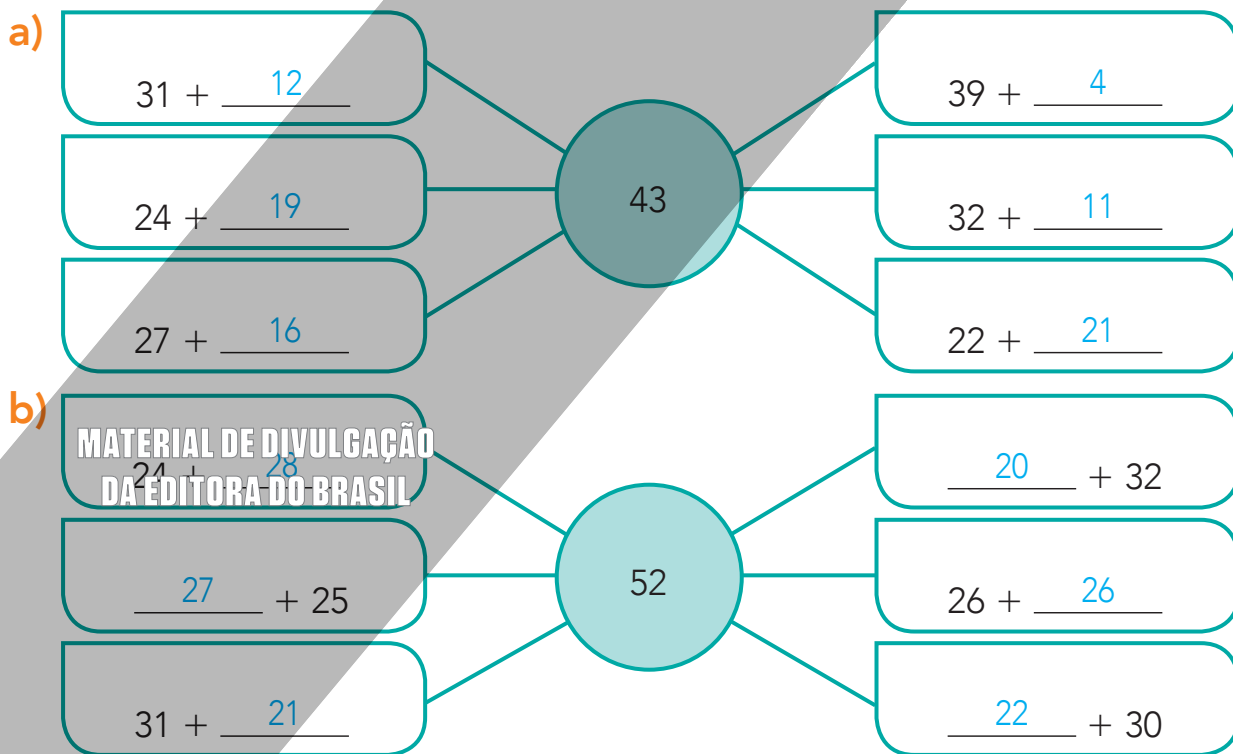 a)
31 + 12
39 + 4
24 + 19
43
32 + 11
27 + 16
22 + 21
b)
MATERIAL DE DIVULGAÇÃO
24 + 28
DA EDITORA DO BRASIL
20 + 32
27 + 25
52
26 + 26
31 + 21
22 + 30